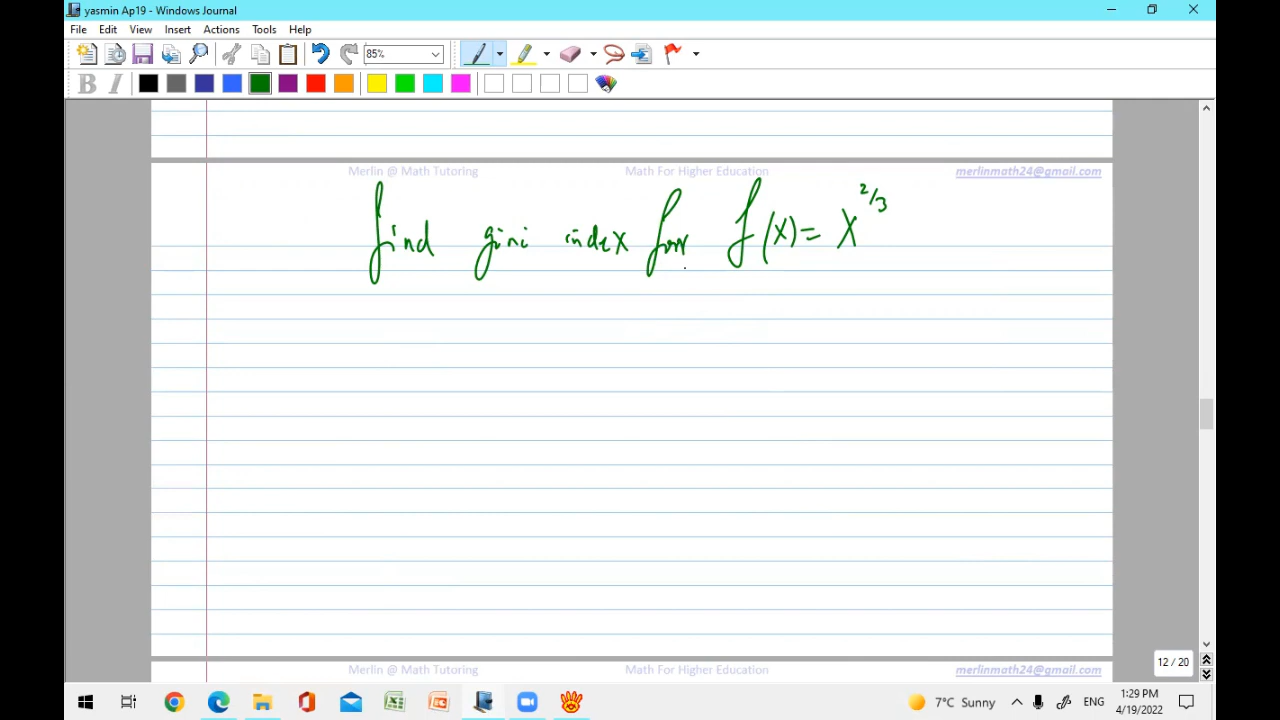 yasmin Ap19 - Windows Journal
File Edit View Insert Actions Tools Help
85%
B I
Merlin @ Math Tutoring Math For Higher Education merlinmath24@gmail.com
find gini index for f(x) = x^2/3
Merlin @ Math Tutoring Math For Higher Education merlinmath24@gmail.com
12 / 20
7°C Sunny ENG 1:29 PM
4/19/2022